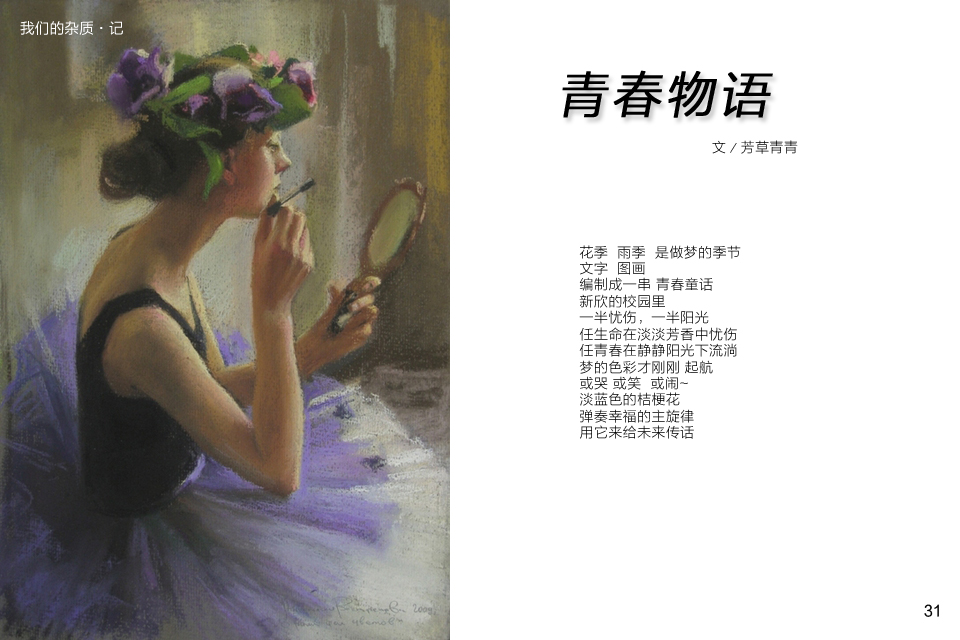 我们的杂质·记
青春物语
文 / 芳草青青
花季  雨季  是做梦的季节
文字  图画
编制成一串 青春童话
新欣的校园里
一半忧伤，一半阳光
任生命在淡淡芳香中忧伤
任青春在静静阳光下流淌
梦的色彩才刚刚 起航
或哭 或笑  或闹~
淡蓝色的桔梗花
弹奏幸福的主旋律
用它来给未来传话
31